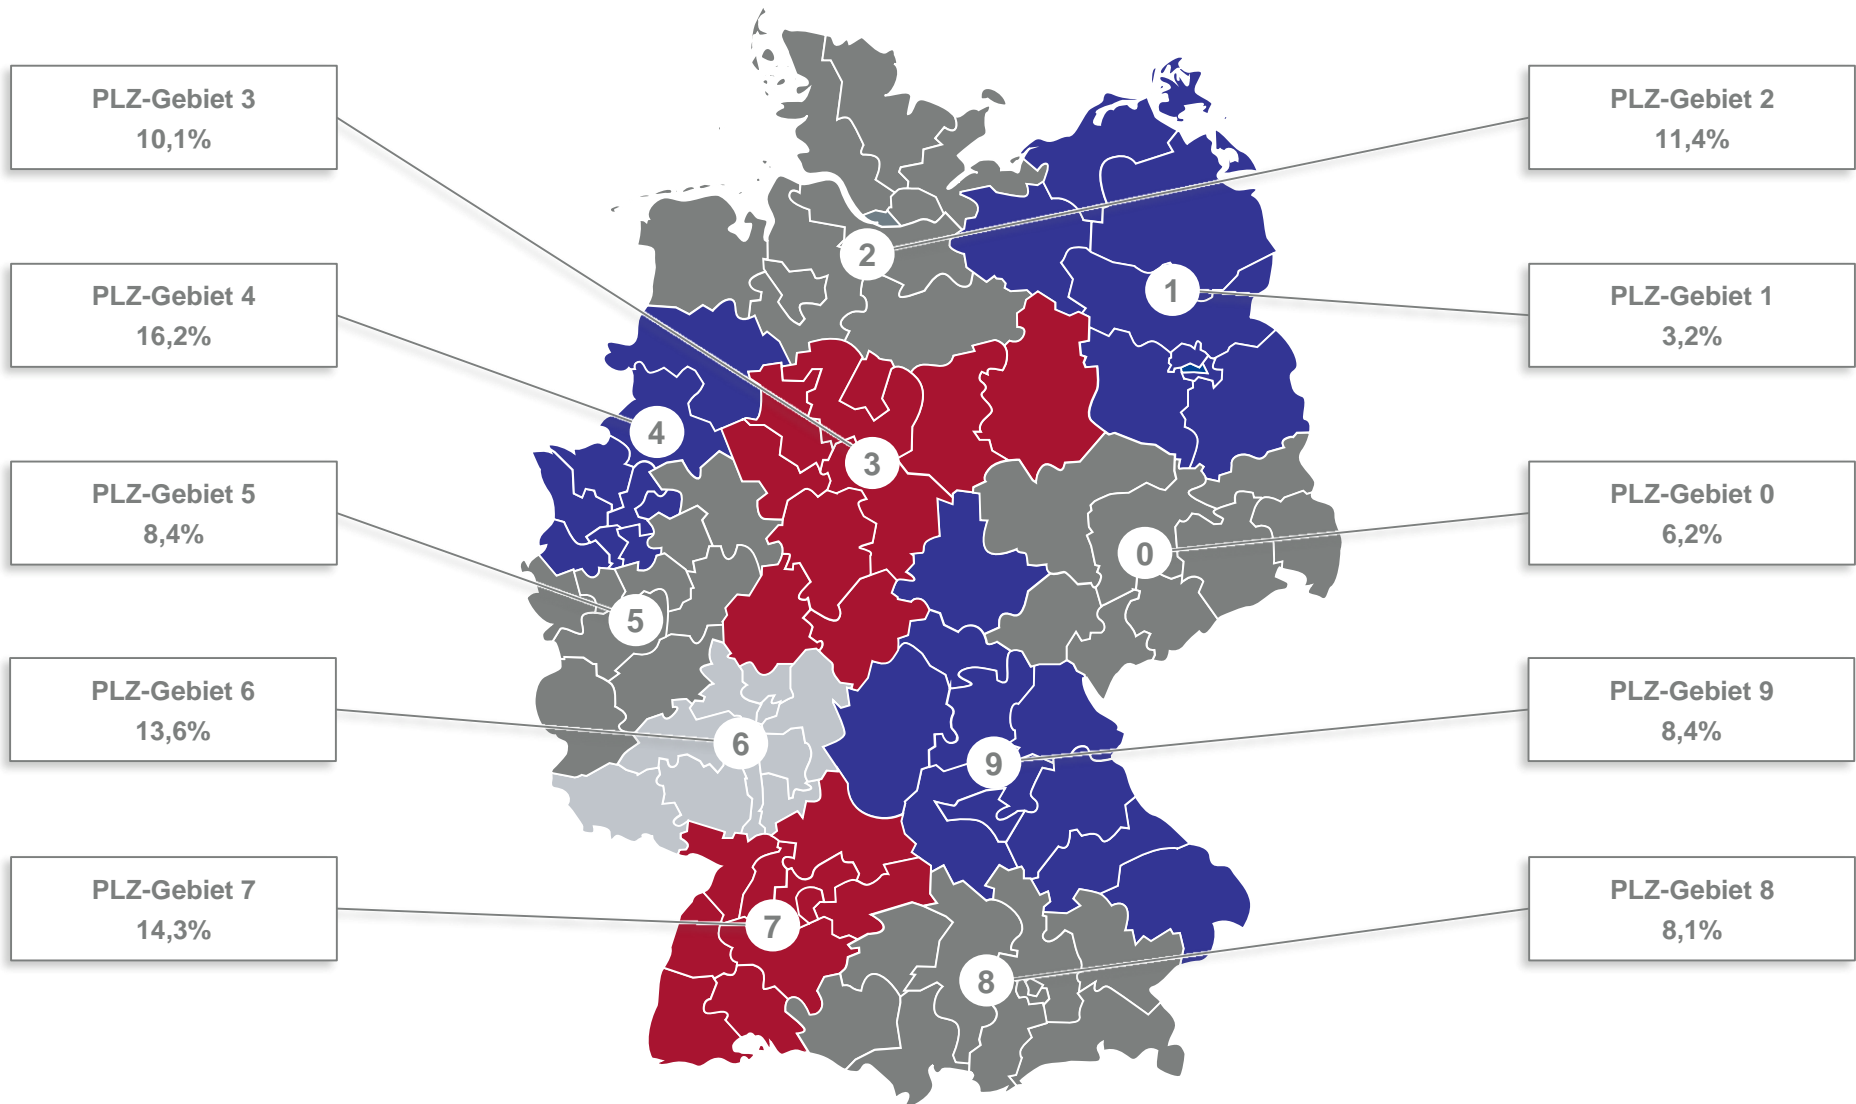 PLZ-Gebiet 3
10,1%
PLZ-Gebiet 4
16,2%
PLZ-Gebiet 5
8,4%
PLZ-Gebiet 6
13,6%
PLZ-Gebiet 7
14,3%
2
1
4
3
0
5
6
9
7
8
PLZ-Gebiet 2
11,4%
PLZ-Gebiet 1
3,2%
PLZ-Gebiet 0
6,2%
PLZ-Gebiet 9
8,4%
PLZ-Gebiet 8
8,1%